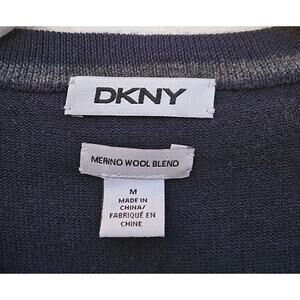 DKNY
MERINO WOOL BLEND
M
MADE IN
CHINA/
FABRIQUÉ EN
CHINE